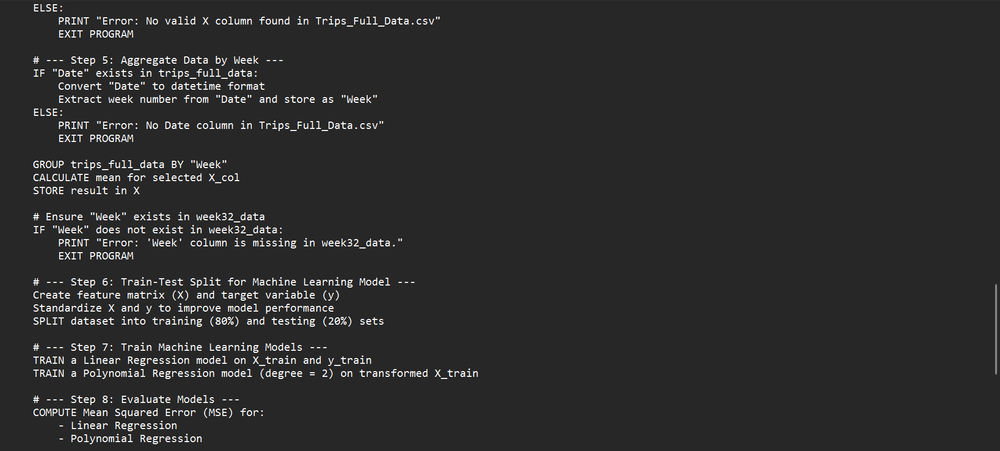 ELSE:
    PRINT "Error: No valid X column found in Trips_Full_Data.csv"
    EXIT PROGRAM

# --- Step 5: Aggregate Data by Week ---
IF "Date" exists in trips_full_data:
    Convert "Date" to datetime format
    Extract week number from "Date" and store as "Week"
ELSE:
    PRINT "Error: No Date column in Trips_Full_Data.csv"
    EXIT PROGRAM

GROUP trips_full_data BY "Week"
CALCULATE mean for selected X_col
STORE result in X

# Ensure "Week" exists in week32_data
IF "Week" does not exist in week32_data:
    PRINT "Error: 'Week' column is missing in week32_data."
    EXIT PROGRAM

# --- Step 6: Train-Test Split for Machine Learning Model ---
Create feature matrix (X) and target variable (y)
Standardize X and y to improve model performance
SPLIT dataset into training (80%) and testing (20%) sets

# --- Step 7: Train Machine Learning Models ---
TRAIN a Linear Regression model on X_train and y_train
TRAIN a Polynomial Regression model (degree = 2) on transformed X_train

# --- Step 8: Evaluate Models ---
COMPUTE Mean Squared Error (MSE) for:
    - Linear Regression
    - Polynomial Regression